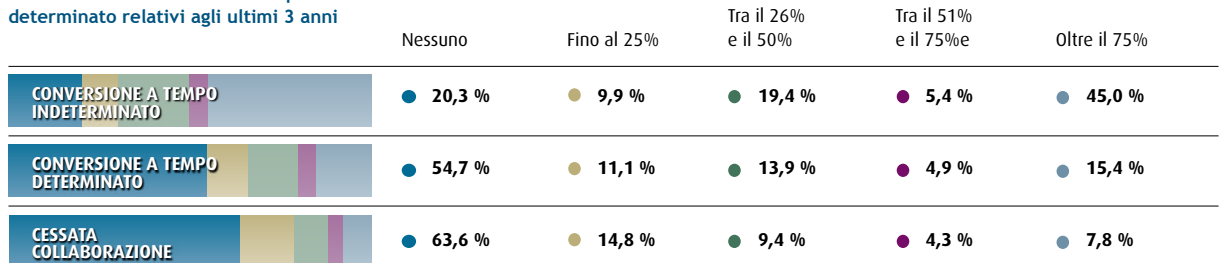 determinato relativi agli ultimi 3 anni
Nessuno
Fino al 25%
Tra il 26%
e il 50%
Tra il 51%
e il 75%e
Oltre il 75%
CONVERSIONE A TEMPO
INDETERMINATO
20,3 %
9,9 %
19,4 %
5,4 %
45,0 %
CONVERSIONE A TEMPO
DETERMINATO
54,7 %
11,1 %
13,9 %
4,9 %
15,4 %
CESSATA
COLLABORAZIONE
63,6 %
14,8 %
9,4 %
4,3 %
7,8 %